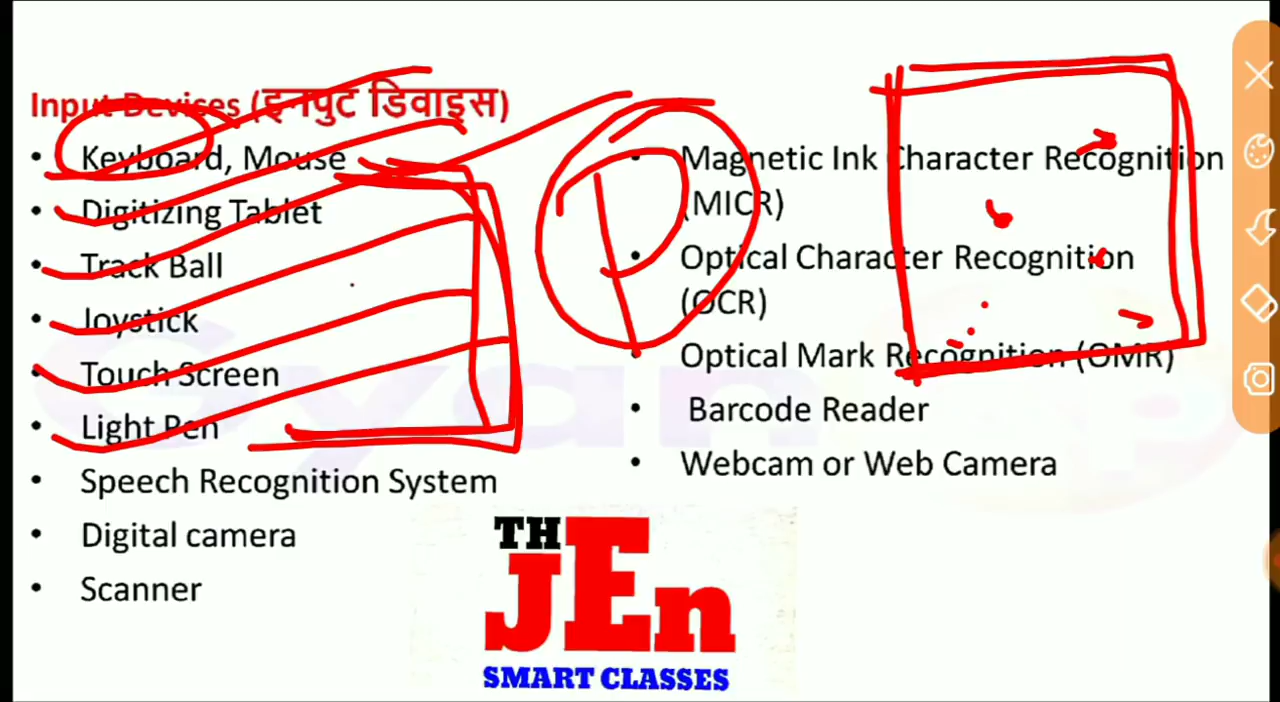 Input Devices (इनपुट डिवाइस)
• Keyboard, Mouse
• Digitizing Tablet
• Track Ball
• Joystick
• Touch Screen
• Light Pen
• Speech Recognition System
• Digital camera
• Scanner
• Magnetic Ink Character Recognition
(MICR)
• Optical Character Recognition
(OCR)
• Optical Mark Recognition (OMR)
• Barcode Reader
• Webcam or Web Camera
P
TH
JEn
SMART CLASSES